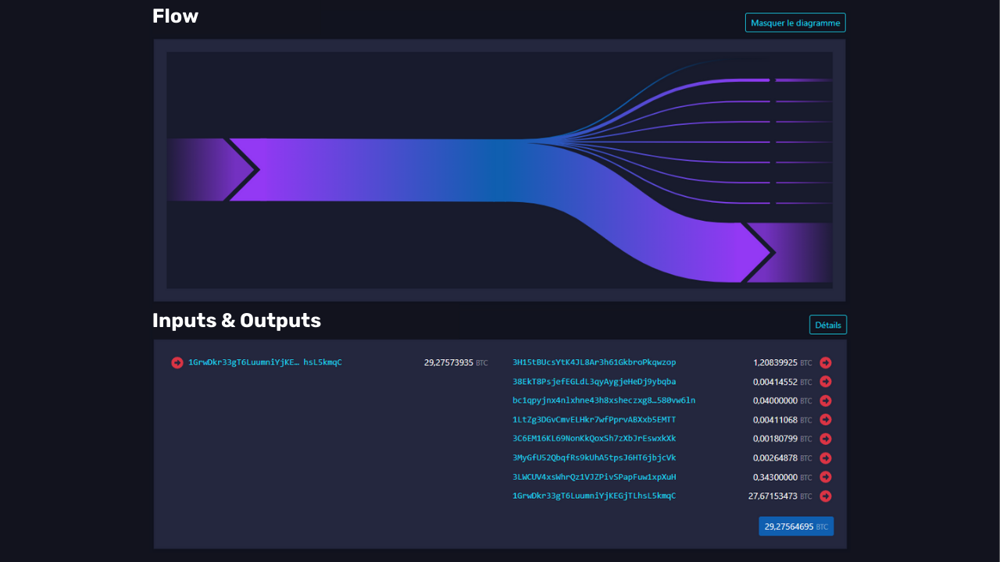 Flow
Masquer le diagramme
Inputs & Outputs
Détails
1GrwDkr33gT6LuumniYjKE… hsL5kmqC 29,27573935 BTC
3H15tBUcsYtK4JL8Ar3h61GkbroPkqwzop 1,20839925 BTC
38EkT8PsjefEGLdL3qyAygjeHeDj9ybqba 0,00414552 BTC
bc1qpyjnx4nlxhne43h8xsheczxg8…580vw6ln 0,04000000 BTC
1LtZg3DGvCmvELHkr7wfPprvABXxb5EMTT 0,00411068 BTC
3C6EM16KL69NonKkQoxSh7zXbJrEswxkXk 0,00180799 BTC
3MyGfU52QbqfRs9kUhA5tpsJ6HT6jbjcVk 0,00264878 BTC
3LWCUV4xsWhrQz1VJZPivSPapFuw1xpXuH 0,34300000 BTC
1GrwDkr33gT6LuumniYjKEGjTLhsL5kmqC 27,67153473 BTC
29,27564695 BTC